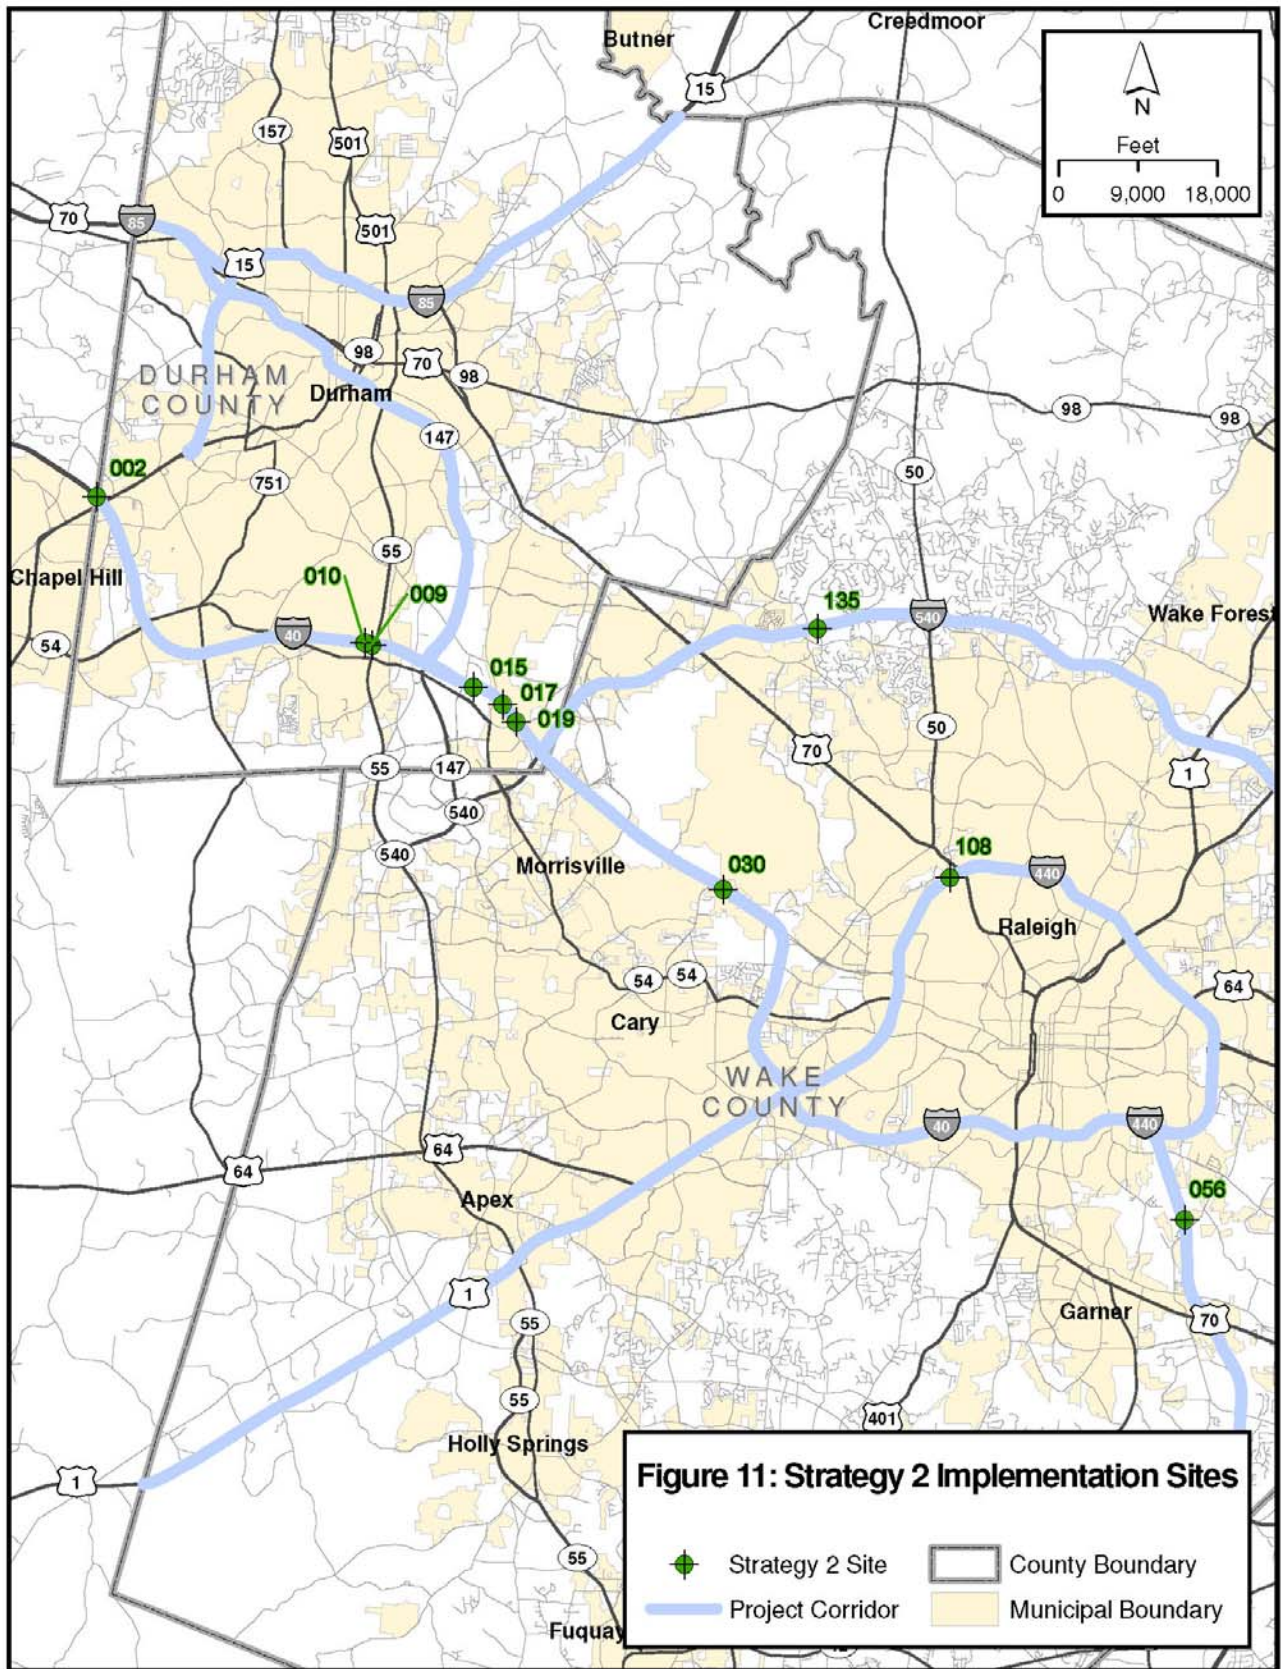 Creedmoor
Butner
15
N
Feet
0 9,000 18,000
157
501
70
85
501
15
85
98
70
98
DURHAM
COUNTY
Durham
98
98
147
002
50
751
55
Chapel Hill
010
009
135
540
Wake Forest
40
54
015
017
019
50
70
1
55
147
540
540
Morrisville
108
030
440
Raleigh
54
54
64
Cary
WAKE
COUNTY
40
440
64
64
056
Apex
1
Garner
70
55
55
401
Holly Springs
1
55
Fuquay
Figure 11: Strategy 2 Implementation Sites
Strategy 2 Site
County Boundary
Project Corridor
Municipal Boundary